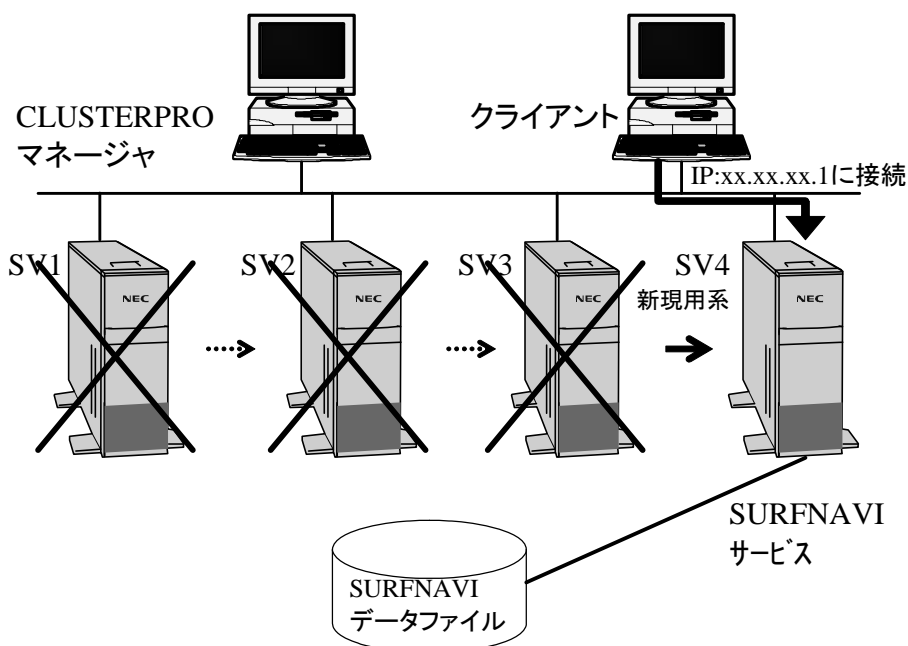 CLUSTERPRO
マネージャ
クライアント
IP:xx.xx.xx.1に接続
SV1
SV2
SV3
SV4
新現用系
NEC
NEC
NEC
NEC
SURFNAVI
サービス
SURFNAVI
データファイル